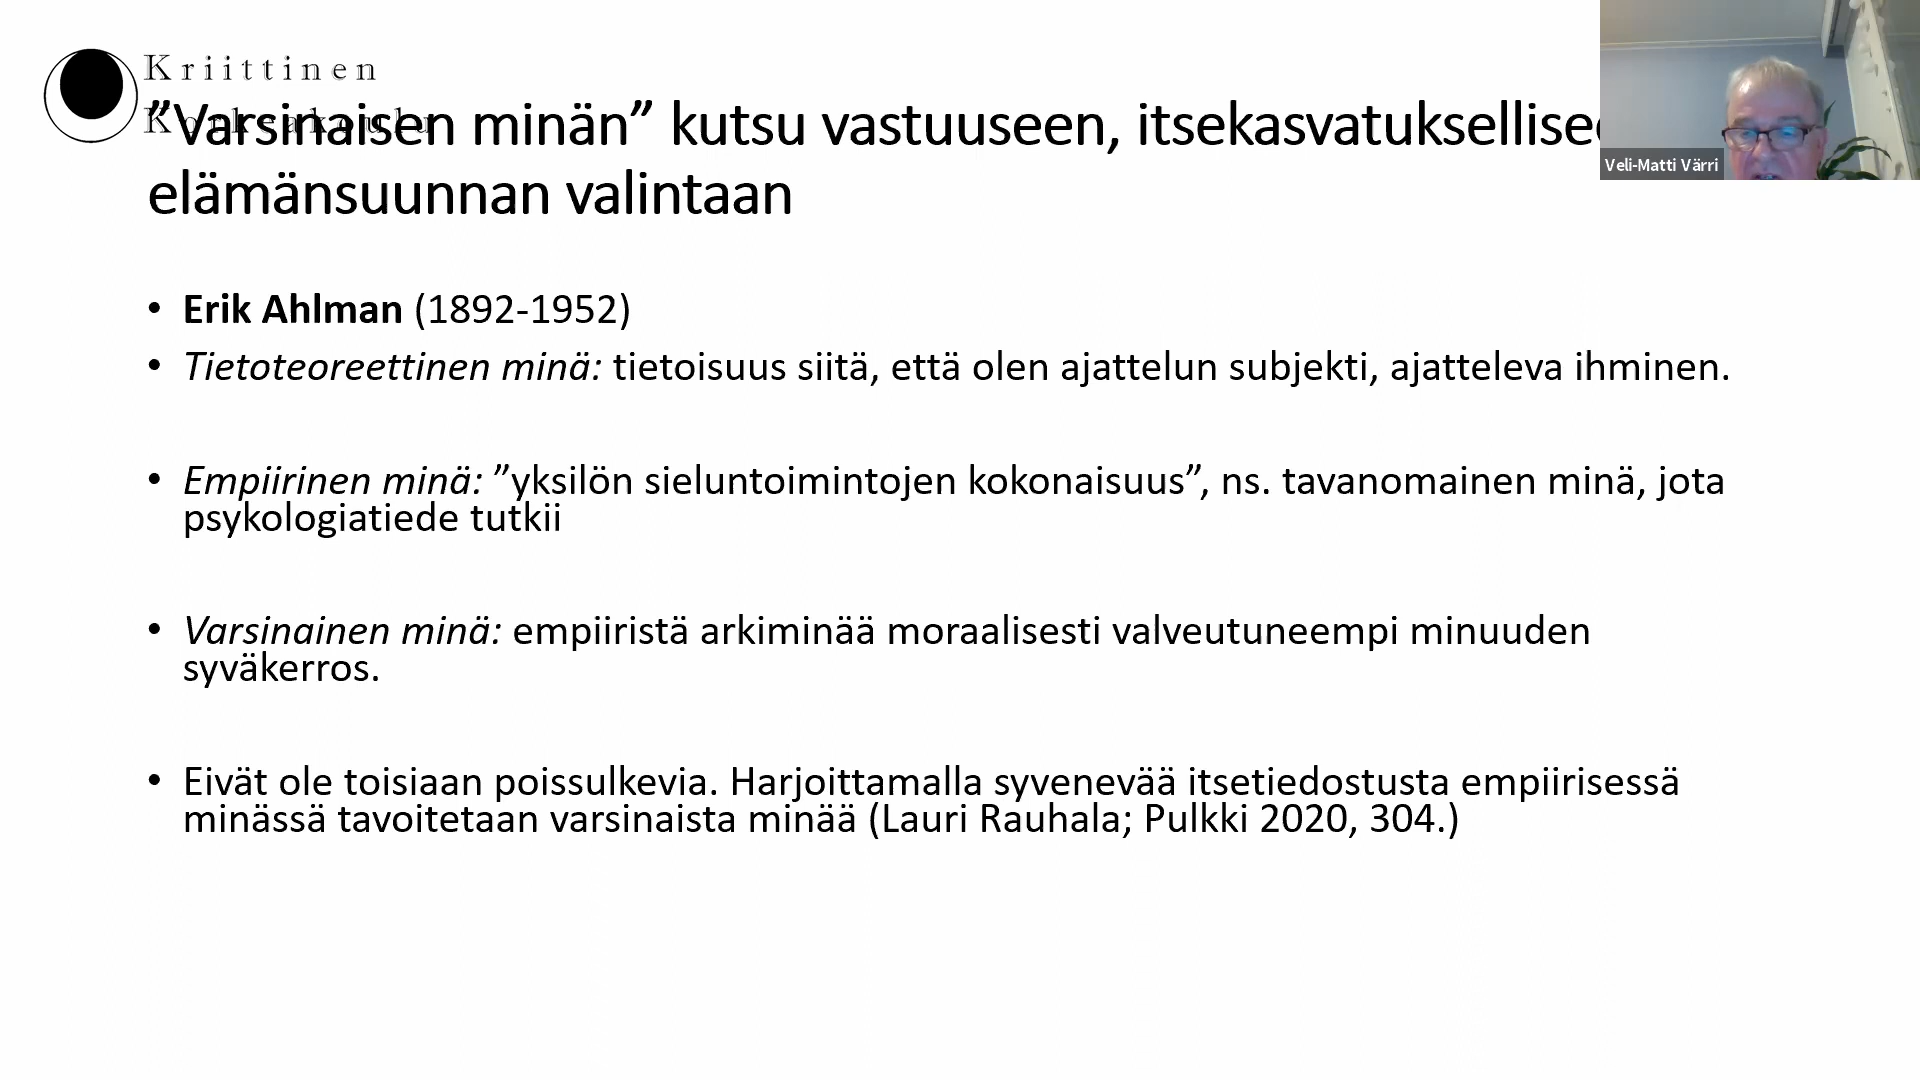 Kriittinen
Korkeakoulu
”Varsinaisen minän” kutsu vastuuseen, itsekasvatuksellise
elämänsuunnan valintaan
Veli-Matti Värri
• Erik Ahlman (1892-1952)
• Tietoteoreettinen minä: tietoisuus siitä, että olen ajattelun subjekti, ajatteleva ihminen.
• Empiirinen minä: ”yksilön sieluntoimintojen kokonaisuus”, ns. tavanomainen minä, jota
psykologiatiede tutkii
• Varsinainen minä: empiiristä arkiminää moraalisesti valveutuneempi minuuden
syväkerros.
• Eivät ole toisiaan poissulkevia. Harjoittamalla syvenevää itsetiedostusta empiirisessä
minässä tavoitetaan varsinaista minää (Lauri Rauhala; Pulkki 2020, 304.)